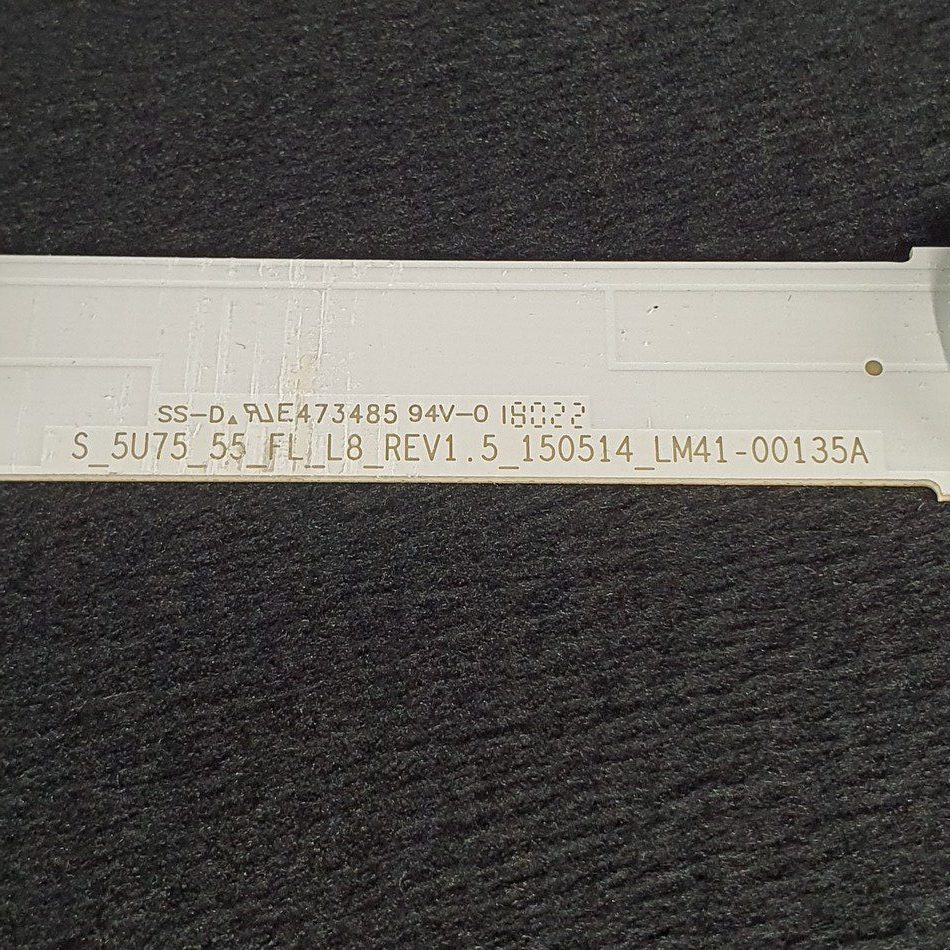 SS-D E473485 94V-0 18022
S_5U75_55_FL_L8_REV1.5_150514_LM41-00135A